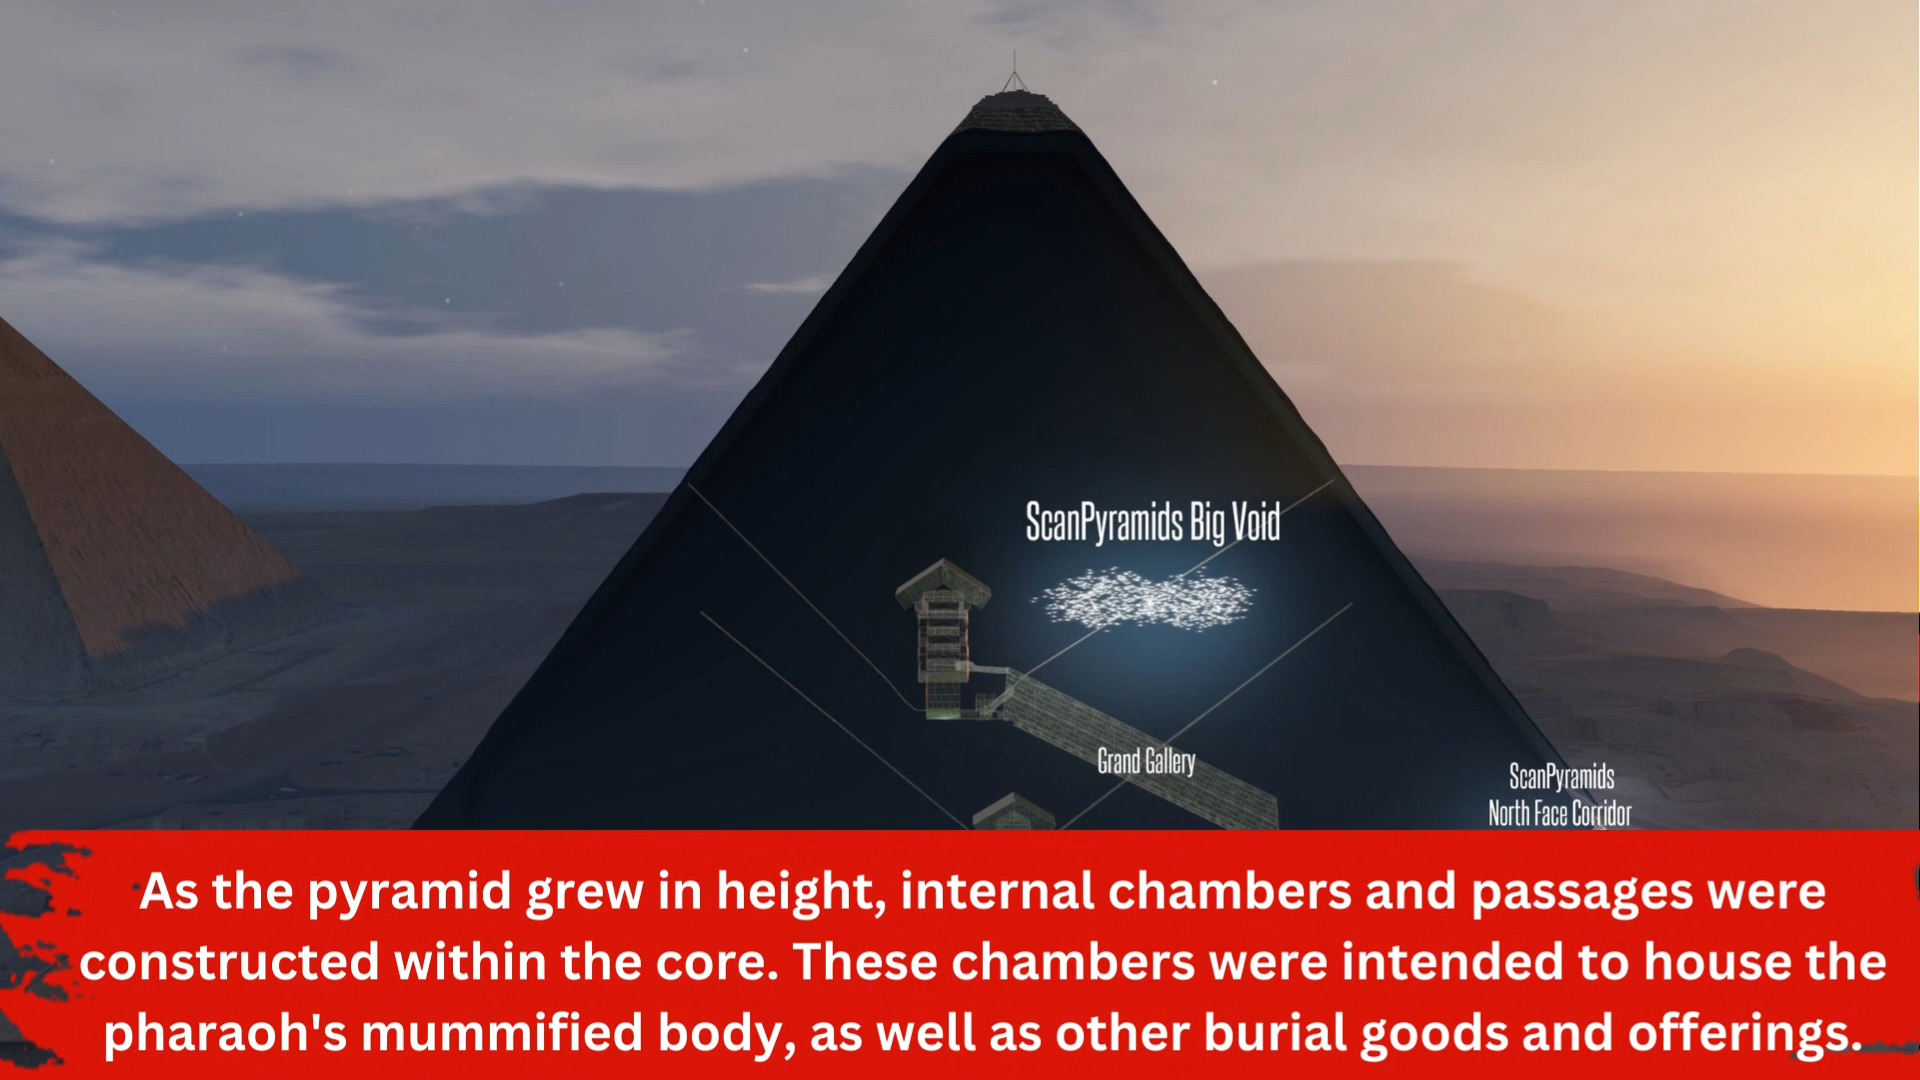 ScanPyramids Big Void
Grand Gallery
ScanPyramids
North Face Corridor
As the pyramid grew in height, internal chambers and passages were
constructed within the core. These chambers were intended to house the
pharaoh's mummified body, as well as other burial goods and offerings.